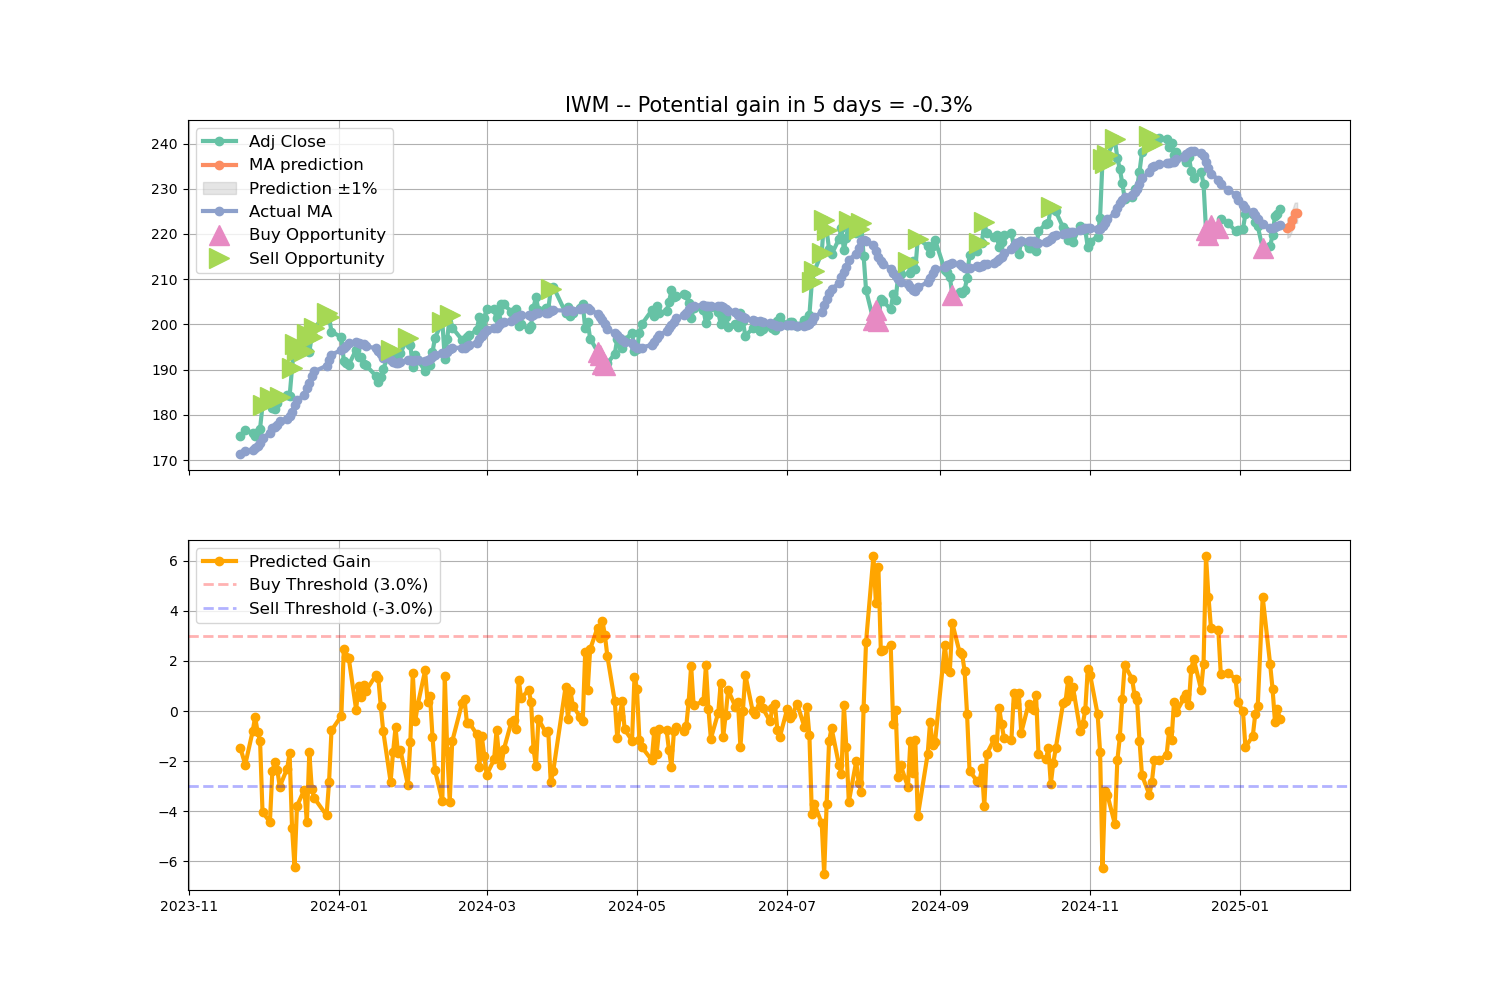 IWM -- Potential gain in 5 days = -0.3%
240
230
220
210
200
190
180
170
Adj Close
MA prediction
Prediction ±1%
Actual MA
Buy Opportunity
Sell Opportunity
6
4
2
0
−2
−4
−6
Predicted Gain
Buy Threshold (3.0%)
Sell Threshold (-3.0%)
2023-11
2024-01
2024-03
2024-05
2024-07
2024-09
2024-11
2025-01